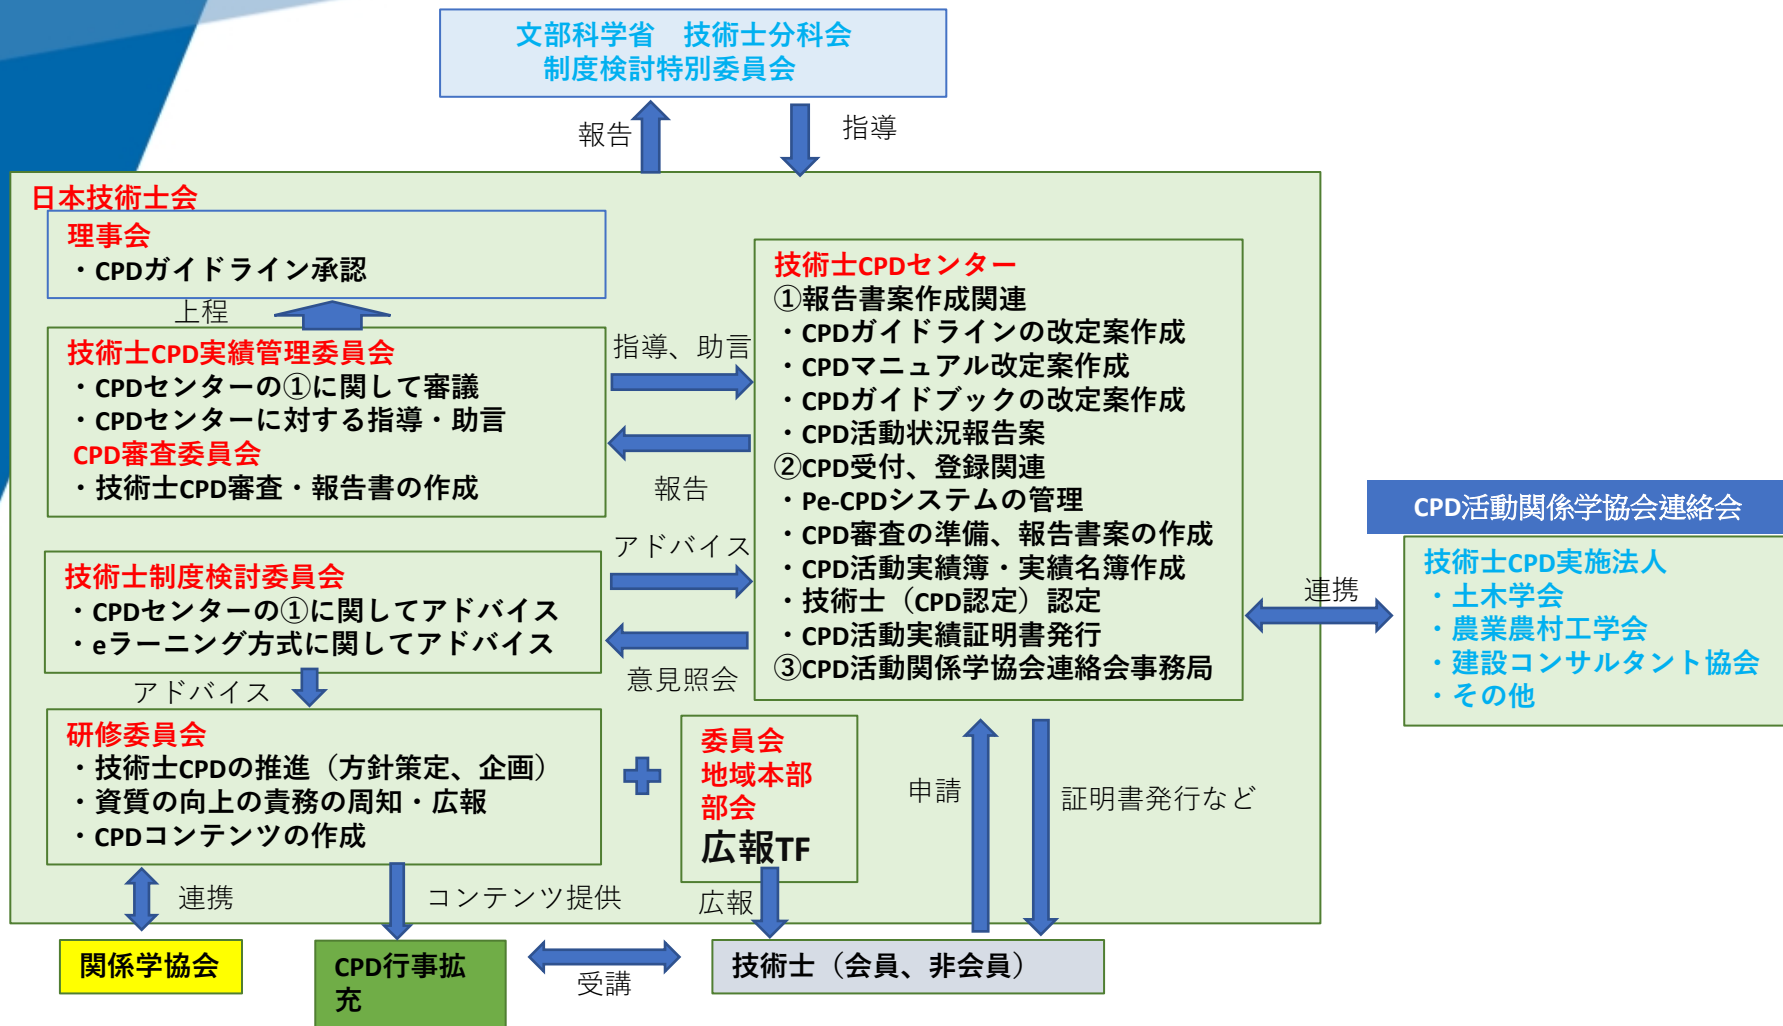 文部科学省　技術士分科会
制度検討特別委員会
報告
指導
日本技術士会
理事会
・CPDガイドライン承認
上程
技術士CPD実績管理委員会
・CPDセンターの①に関して審議
・CPDセンターに対する指導・助言
CPD審査委員会
・技術士CPD審査・報告書の作成
指導、助言
報告
技術士CPDセンター
①報告書案作成関連
・CPDガイドラインの改定案作成
・CPDマニュアル改定案作成
・CPDガイドブックの改定案作成
・CPD活動状況報告案
②CPD受付、登録関連
・Pe-CPDシステムの管理
・CPD審査の準備、報告書案の作成
・CPD活動実績簿・実績名簿作成
・技術士（CPD認定）認定
・CPD活動実績証明書発行
③CPD活動関係学協会連絡会事務局
技術士制度検討委員会
・CPDセンターの①に関してアドバイス
・eラーニング方式に関してアドバイス
アドバイス
意見照会
アドバイス
研修委員会
・技術士CPDの推進（方針策定、企画）
・資質の向上の責務の周知・広報
・CPDコンテンツの作成
委員会
地域本部
部会
広報TF
申請
証明書発行など
連携
CPD活動関係学協会連絡会
技術士CPD実施法人
・土木学会
・農業農村工学会
・建設コンサルタント協会
・その他
連携
コンテンツ提供
広報
関係学協会
CPD行事拡
充
受講
技術士（会員、非会員）